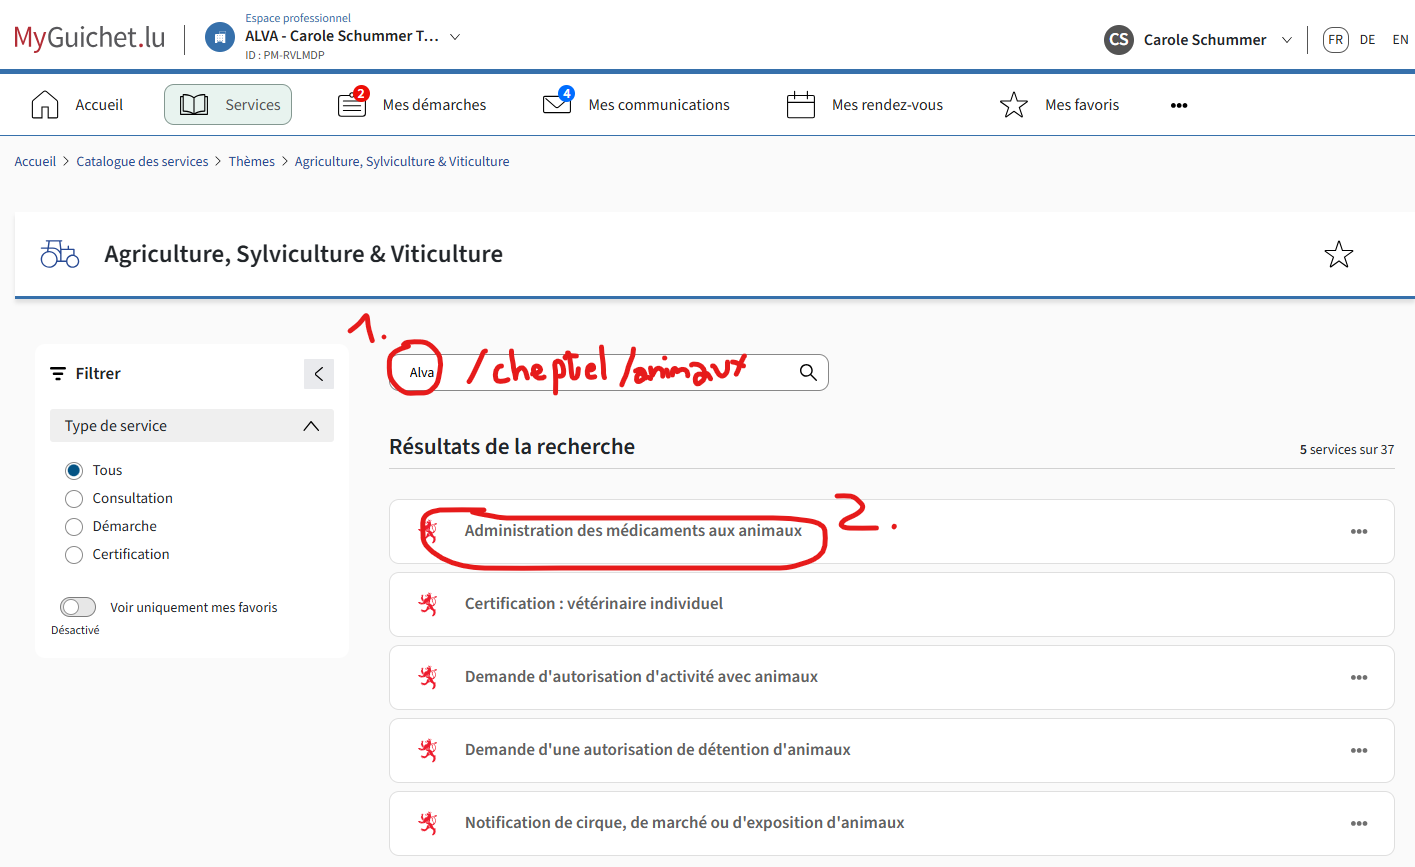 MyGuichet.lu
Espace professionnel
ALVA - Carole Schummer T...
ID : PM-RVLMDP
CS Carole Schummer
FR DE EN
Accueil
Services
2
Mes démarches
4
Mes communications
Mes rendez-vous
Mes favoris
Accueil > Catalogue des services > Thèmes > Agriculture, Sylviculture & Viticulture
Agriculture, Sylviculture & Viticulture
1.
Filtrer
Alva /cheptel/animaux
Type de service
Tous
Consultation
Démarche
Certification
Voir uniquement mes favoris
Désactivé
Résultats de la recherche
5 services sur 37
Administration des médicaments aux animaux
2.
Certification : vétérinaire individuel
Demande d'autorisation d'activité avec animaux
Demande d'une autorisation de détention d'animaux
Notification de cirque, de marché ou d'exposition d'animaux